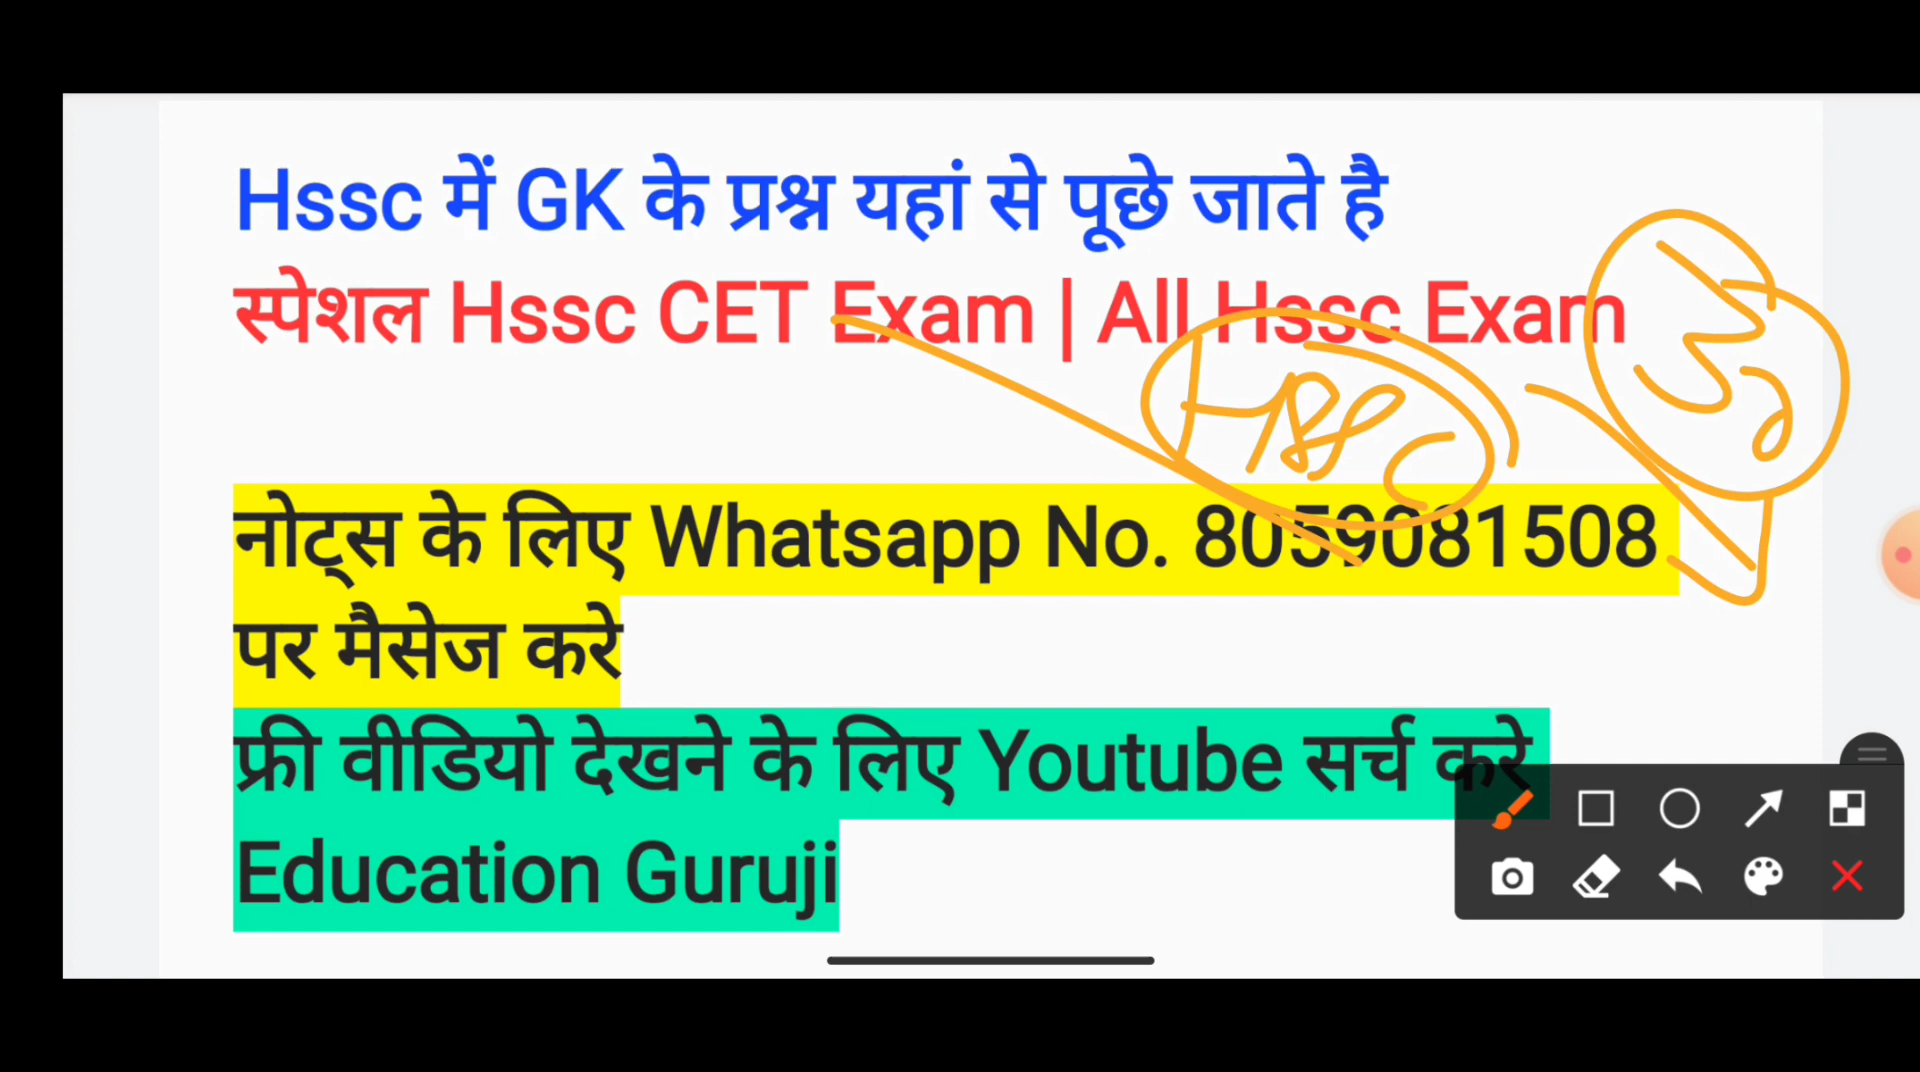 Hssc में GK के प्रश्न यहां से पूछे जाते है
स्पेशल Hssc CET Exam | All Hssc Exam
HSSC
नोट्स के लिए Whatsapp No. 8059081508
पर मैसेज करे
फ्री वीडियो देखने के लिए Youtube सर्च करे
Education Guruji